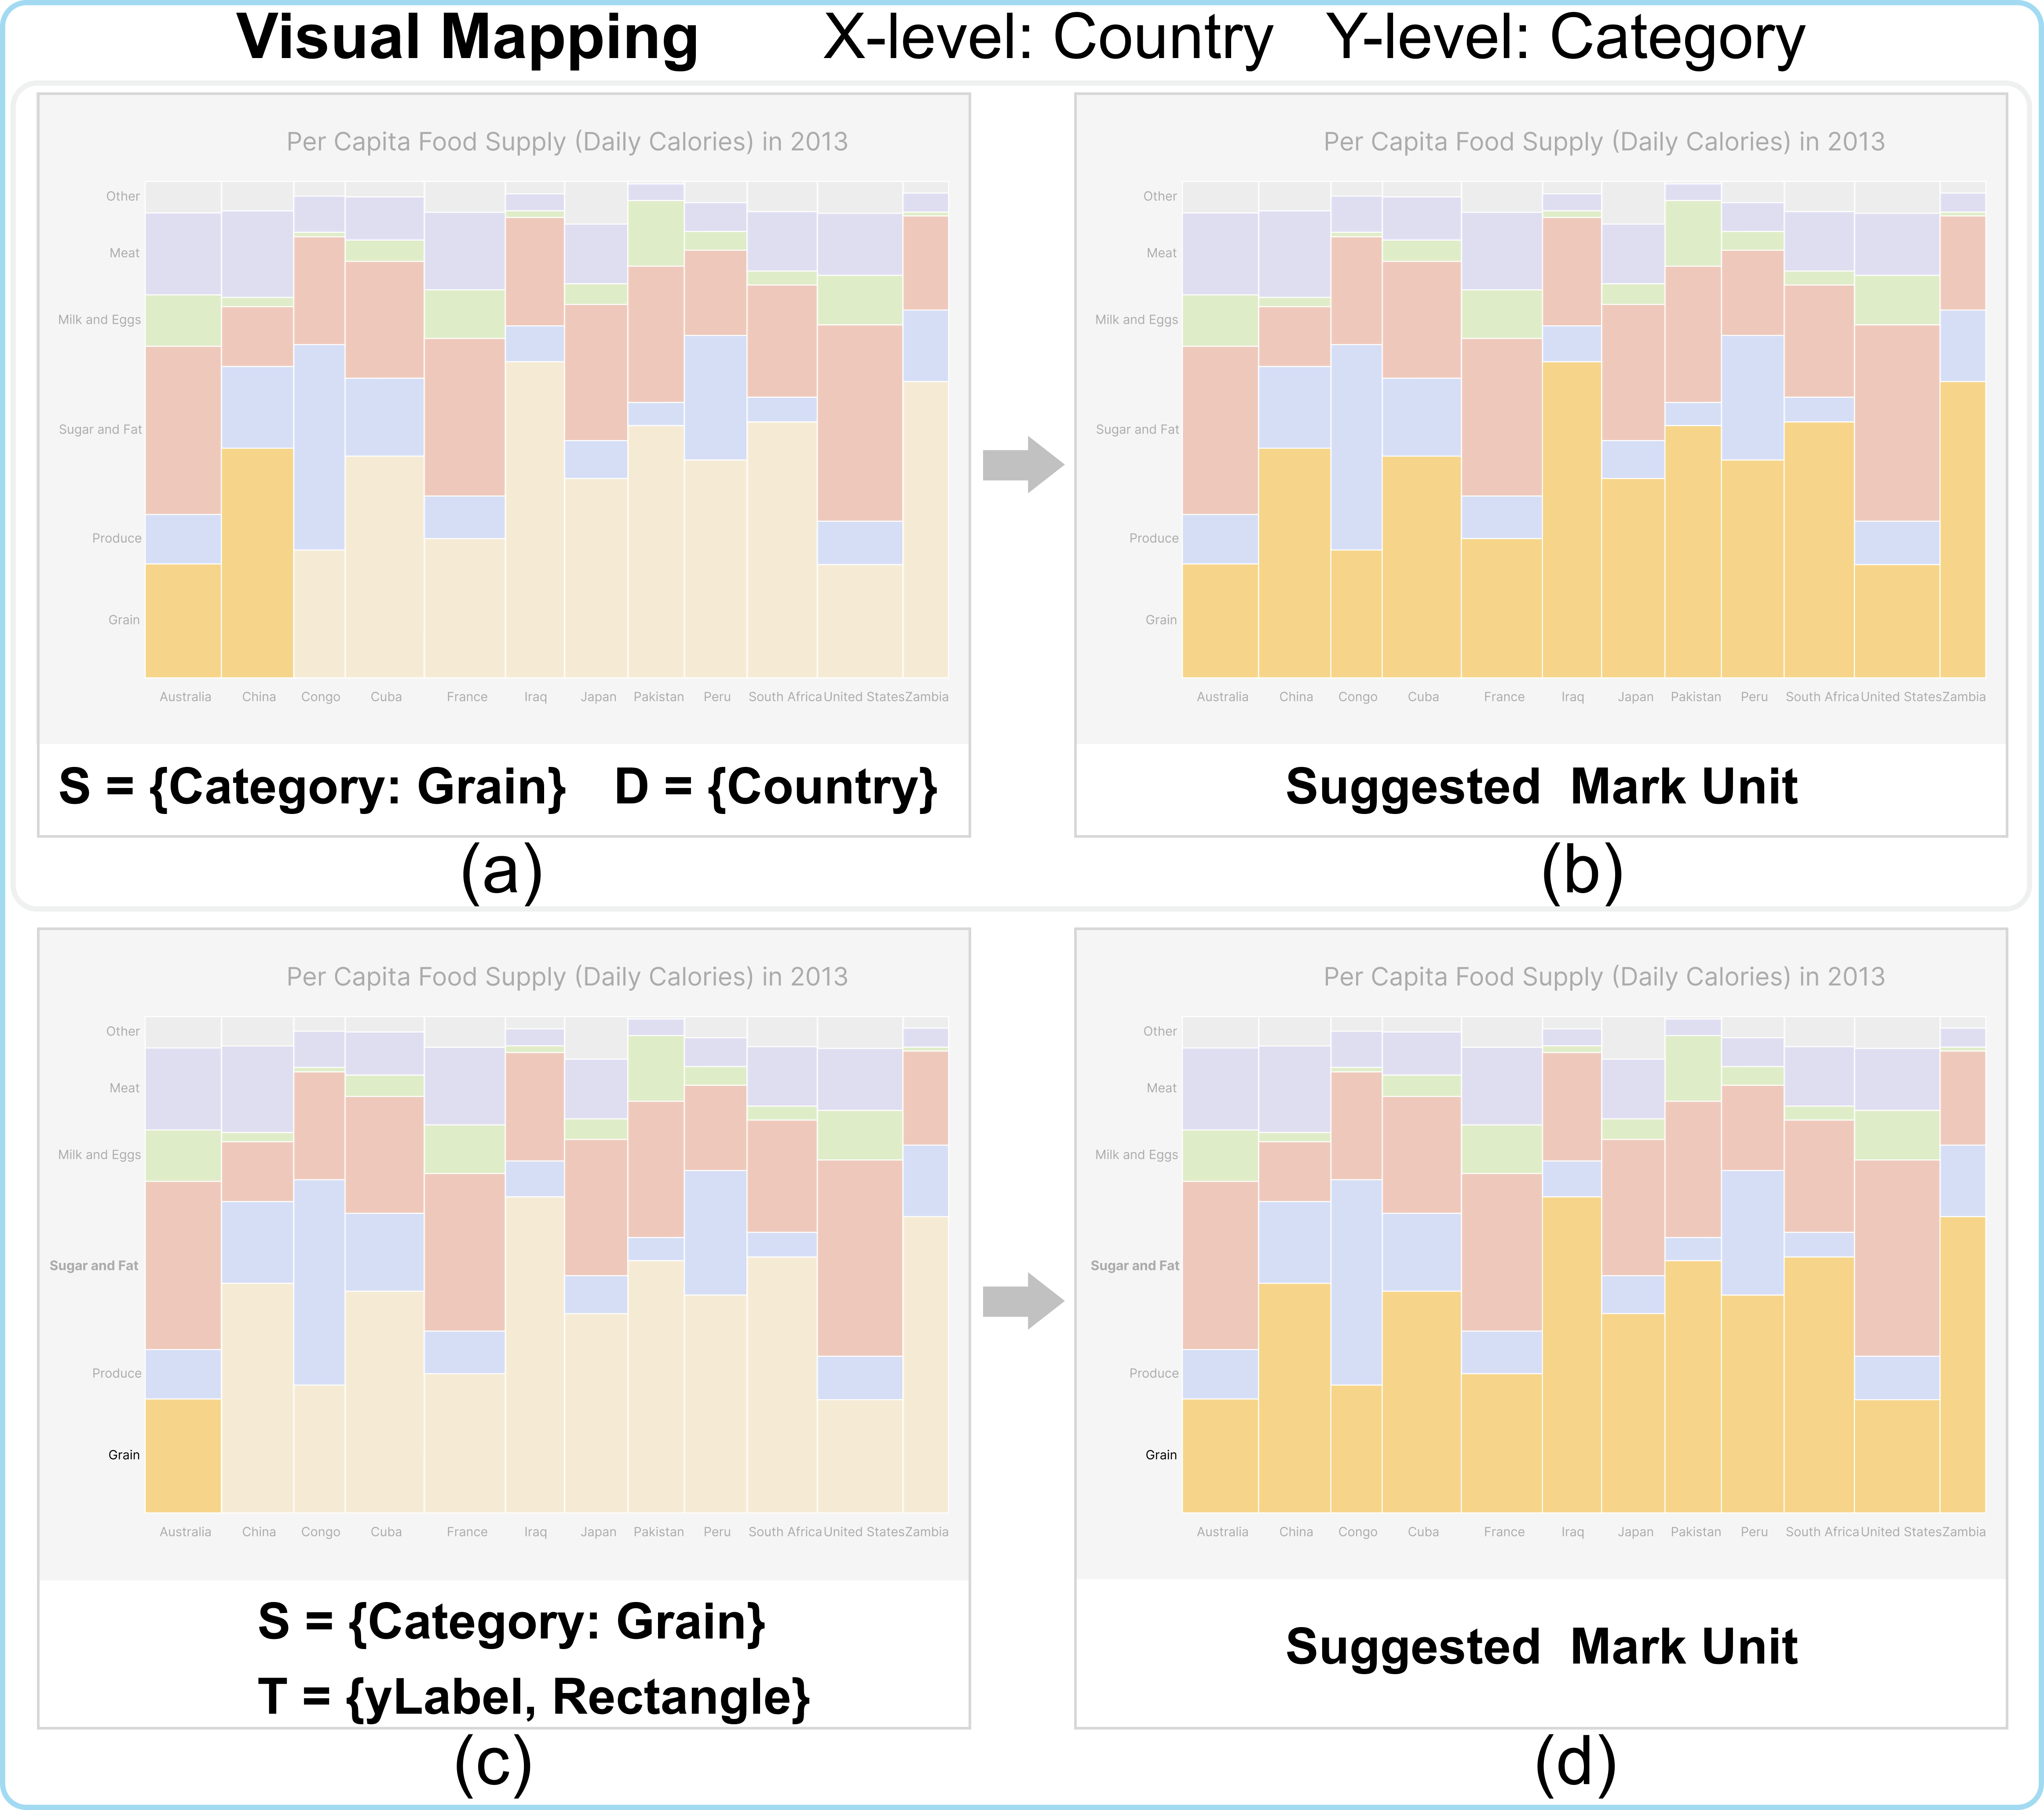 Visual Mapping X-level: Country Y-level: Category
Per Capita Food Supply (Daily Calories) in 2013
Other
Meat
Milk and Eggs
Sugar and Fat
Produce
Grain
Australia China Congo Cuba France Iraq Japan Pakistan Peru South Africa United States Zambia
S = {Category: Grain} D = {Country}
(a)
Per Capita Food Supply (Daily Calories) in 2013
Other
Meat
Milk and Eggs
Sugar and Fat
Produce
Grain
Australia China Congo Cuba France Iraq Japan Pakistan Peru South Africa United States Zambia
Suggested Mark Unit
(b)
Per Capita Food Supply (Daily Calories) in 2013
Other
Meat
Milk and Eggs
Sugar and Fat
Produce
Grain
Australia China Congo Cuba France Iraq Japan Pakistan Peru South Africa United States Zambia
S = {Category: Grain}
T = {yLabel, Rectangle}
(c)
Per Capita Food Supply (Daily Calories) in 2013
Other
Meat
Milk and Eggs
Sugar and Fat
Produce
Grain
Australia China Congo Cuba France Iraq Japan Pakistan Peru South Africa United States Zambia
Suggested Mark Unit
(d)